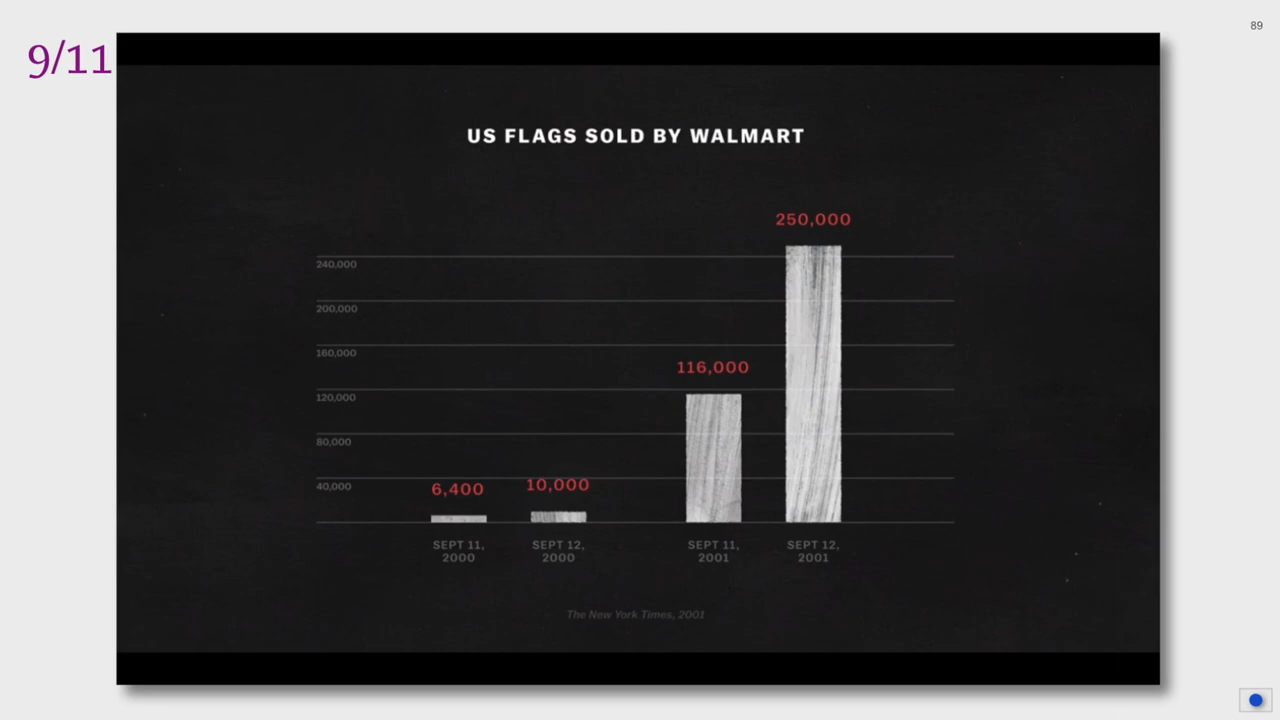 89
9/11
US FLAGS SOLD BY WALMART
250,000
240,000
200,000
160,000
116,000
120,000
80,000
40,000
6,400
10,000
SEPT 11,
2000
SEPT 12,
2000
SEPT 11,
2001
SEPT 12,
2001
The New York Times, 2001